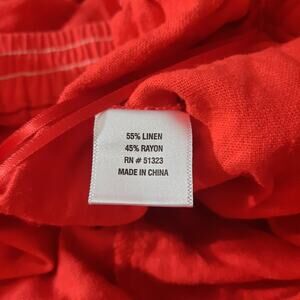 55% LINEN
45% RAYON
RN # 51323
MADE IN CHINA